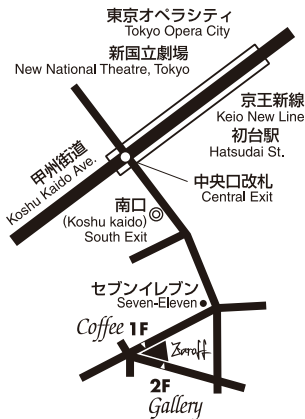 東京オペラシティ
Tokyo Opera City
新国立劇場
New National Theatre, Tokyo
京王新線
Keio New Line
初台駅
Hatsudai St.
甲州街道
Koshu Kaido Ave.
中央口改札
Central Exit
南口
(Koshu kaido)
South Exit
セブンイレブン
Seven-Eleven
Coffee 1F
Zaroff
2F
Gallery